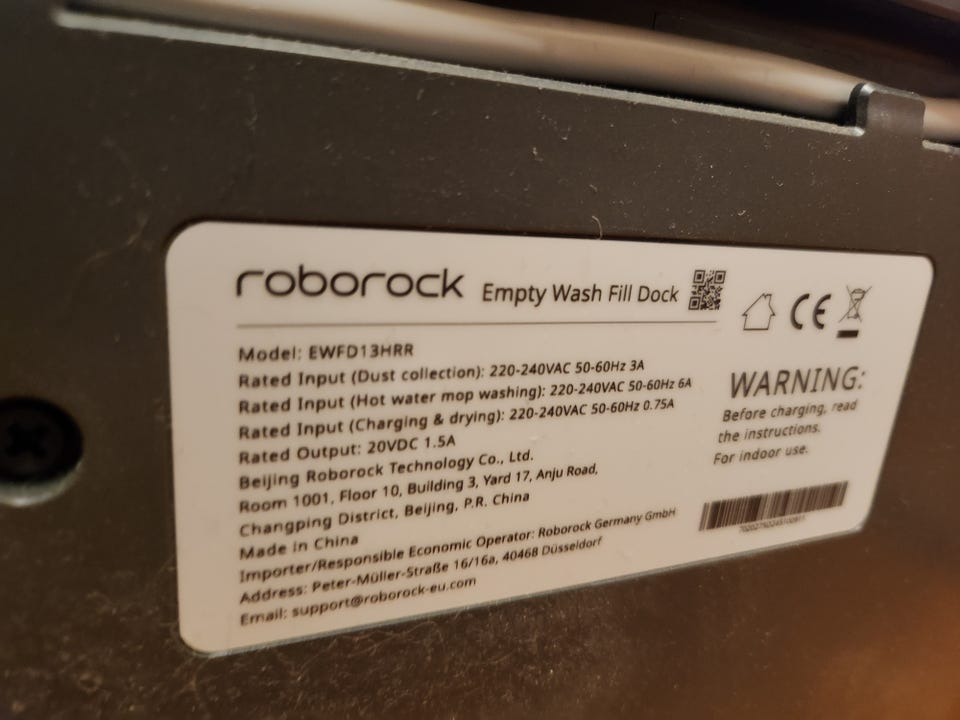 roborock Empty Wash Fill Dock
Model: EWFD13HRR
Rated Input (Dust collection): 220-240VAC 50-60Hz 3A
Rated Input (Hot water mop washing): 220-240VAC 50-60Hz 6A
Rated Input (Charging & drying): 220-240VAC 50-60Hz 0.75A
Rated Output: 20VDC 1.5A
Beijing Roborock Technology Co., Ltd.
Room 1001, Floor 10, Building 3, Yard 17, Anju Road,
Changping District, Beijing, P.R. China
Made in China
Importer/Responsible Economic Operator: Roborock Germany GmbH
Address: Peter-Müller-Straße 16/16a, 40468 Düsseldorf
Email: support@roborock-eu.com
CE
WARNING:
Before charging, read
the instructions.
For indoor use.